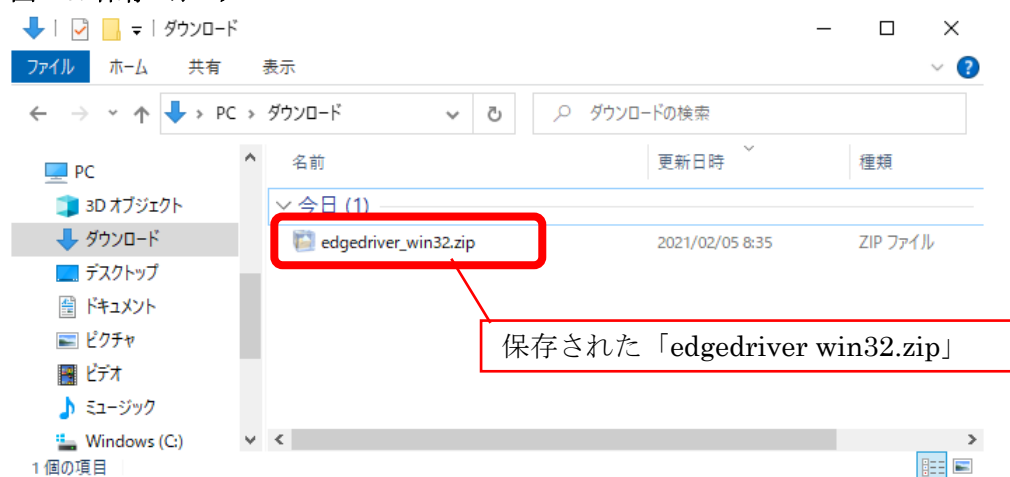 ダウンロード
ファイル ホーム 共有 表示
PC › ダウンロード ダウンロードの検索
名前 更新日時 種類
PC
3D オブジェクト
ダウンロード
デスクトップ
ドキュメント
ピクチャ
ビデオ
ミュージック
Windows (C:)
今日 (1)
edgedriver_win32.zip 2021/02/05 8:35 ZIP ファイル
保存された「edgedriver win32.zip」
1 個の項目